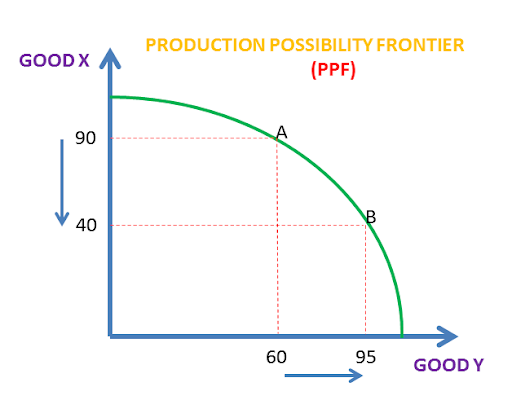 PRODUCTION POSSIBILITY FRONTIER
(PPF)
GOOD X
90
A
40
B
60
95
GOOD Y